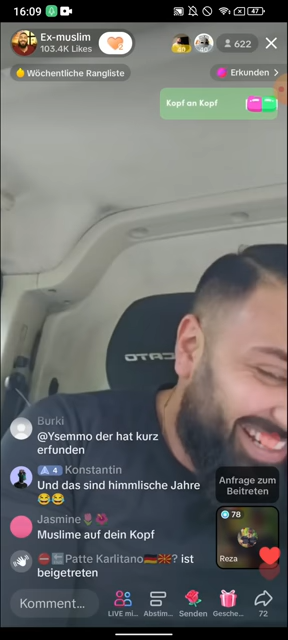 16:09
47
Ex-muslim
103.4K Likes
622
Wöchentliche Rangliste
Erkunden >
Kopf an Kopf
Burki
@Ysemmo der hat kurz
erfunden
4 Konstantin
Und das sind himmlische Jahre
😂😂
Jasmine🌷🌺
Muslime auf dein Kopf
⛔🔚Patte Karlitano🇩🇪🇲🇰? ist
beigetreten
Anfrage zum
Beitreten
78
Reza
Komment...
LIVE mi...
Abstim...
Senden
Gesche...
72